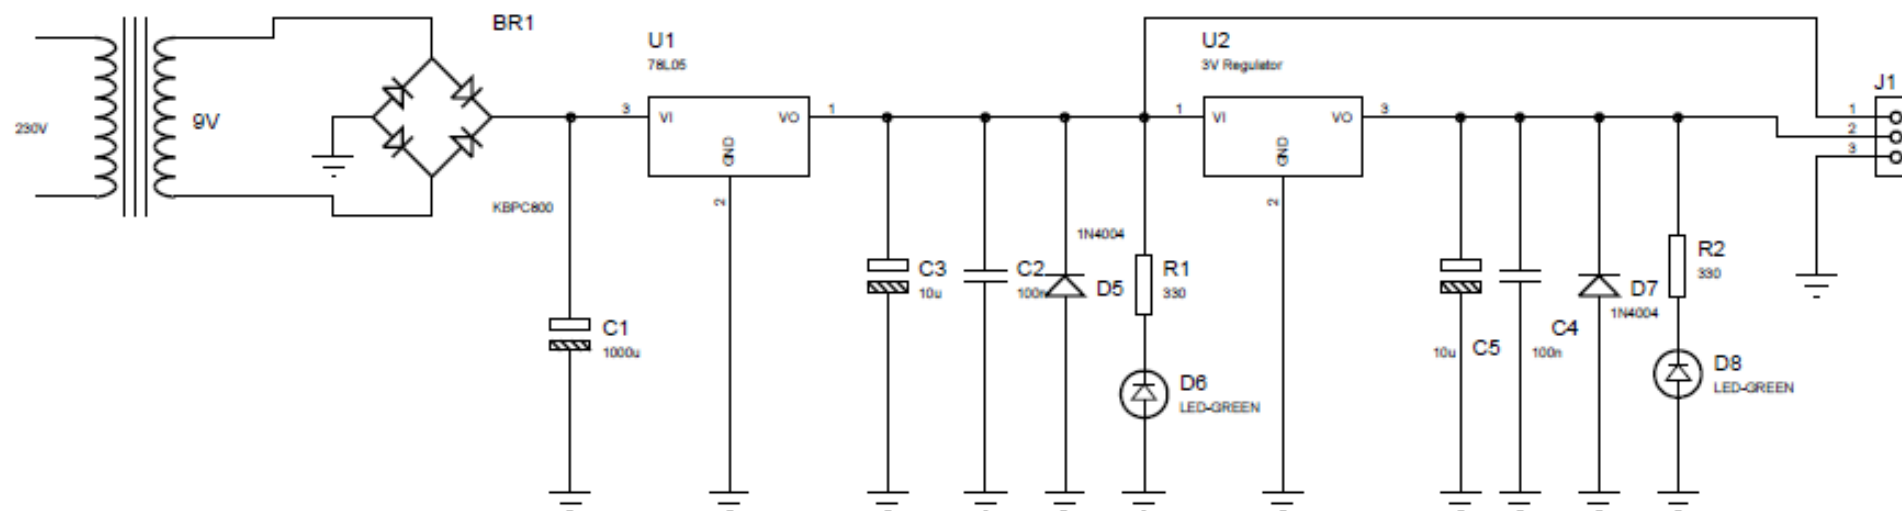 BR1
U1
78L05
U2
3V Regulator
J1
230V
9V
3
VI
VO
1
1
VI
VO
3
1
2
3
GND
GND
2
2
KBPC800
1N4004
C3
10u
C2
100n
D5
R1
330
R2
330
D7
1N4004
C1
1000u
C4
100n
10u
C5
D6
LED-GREEN
D8
LED-GREEN